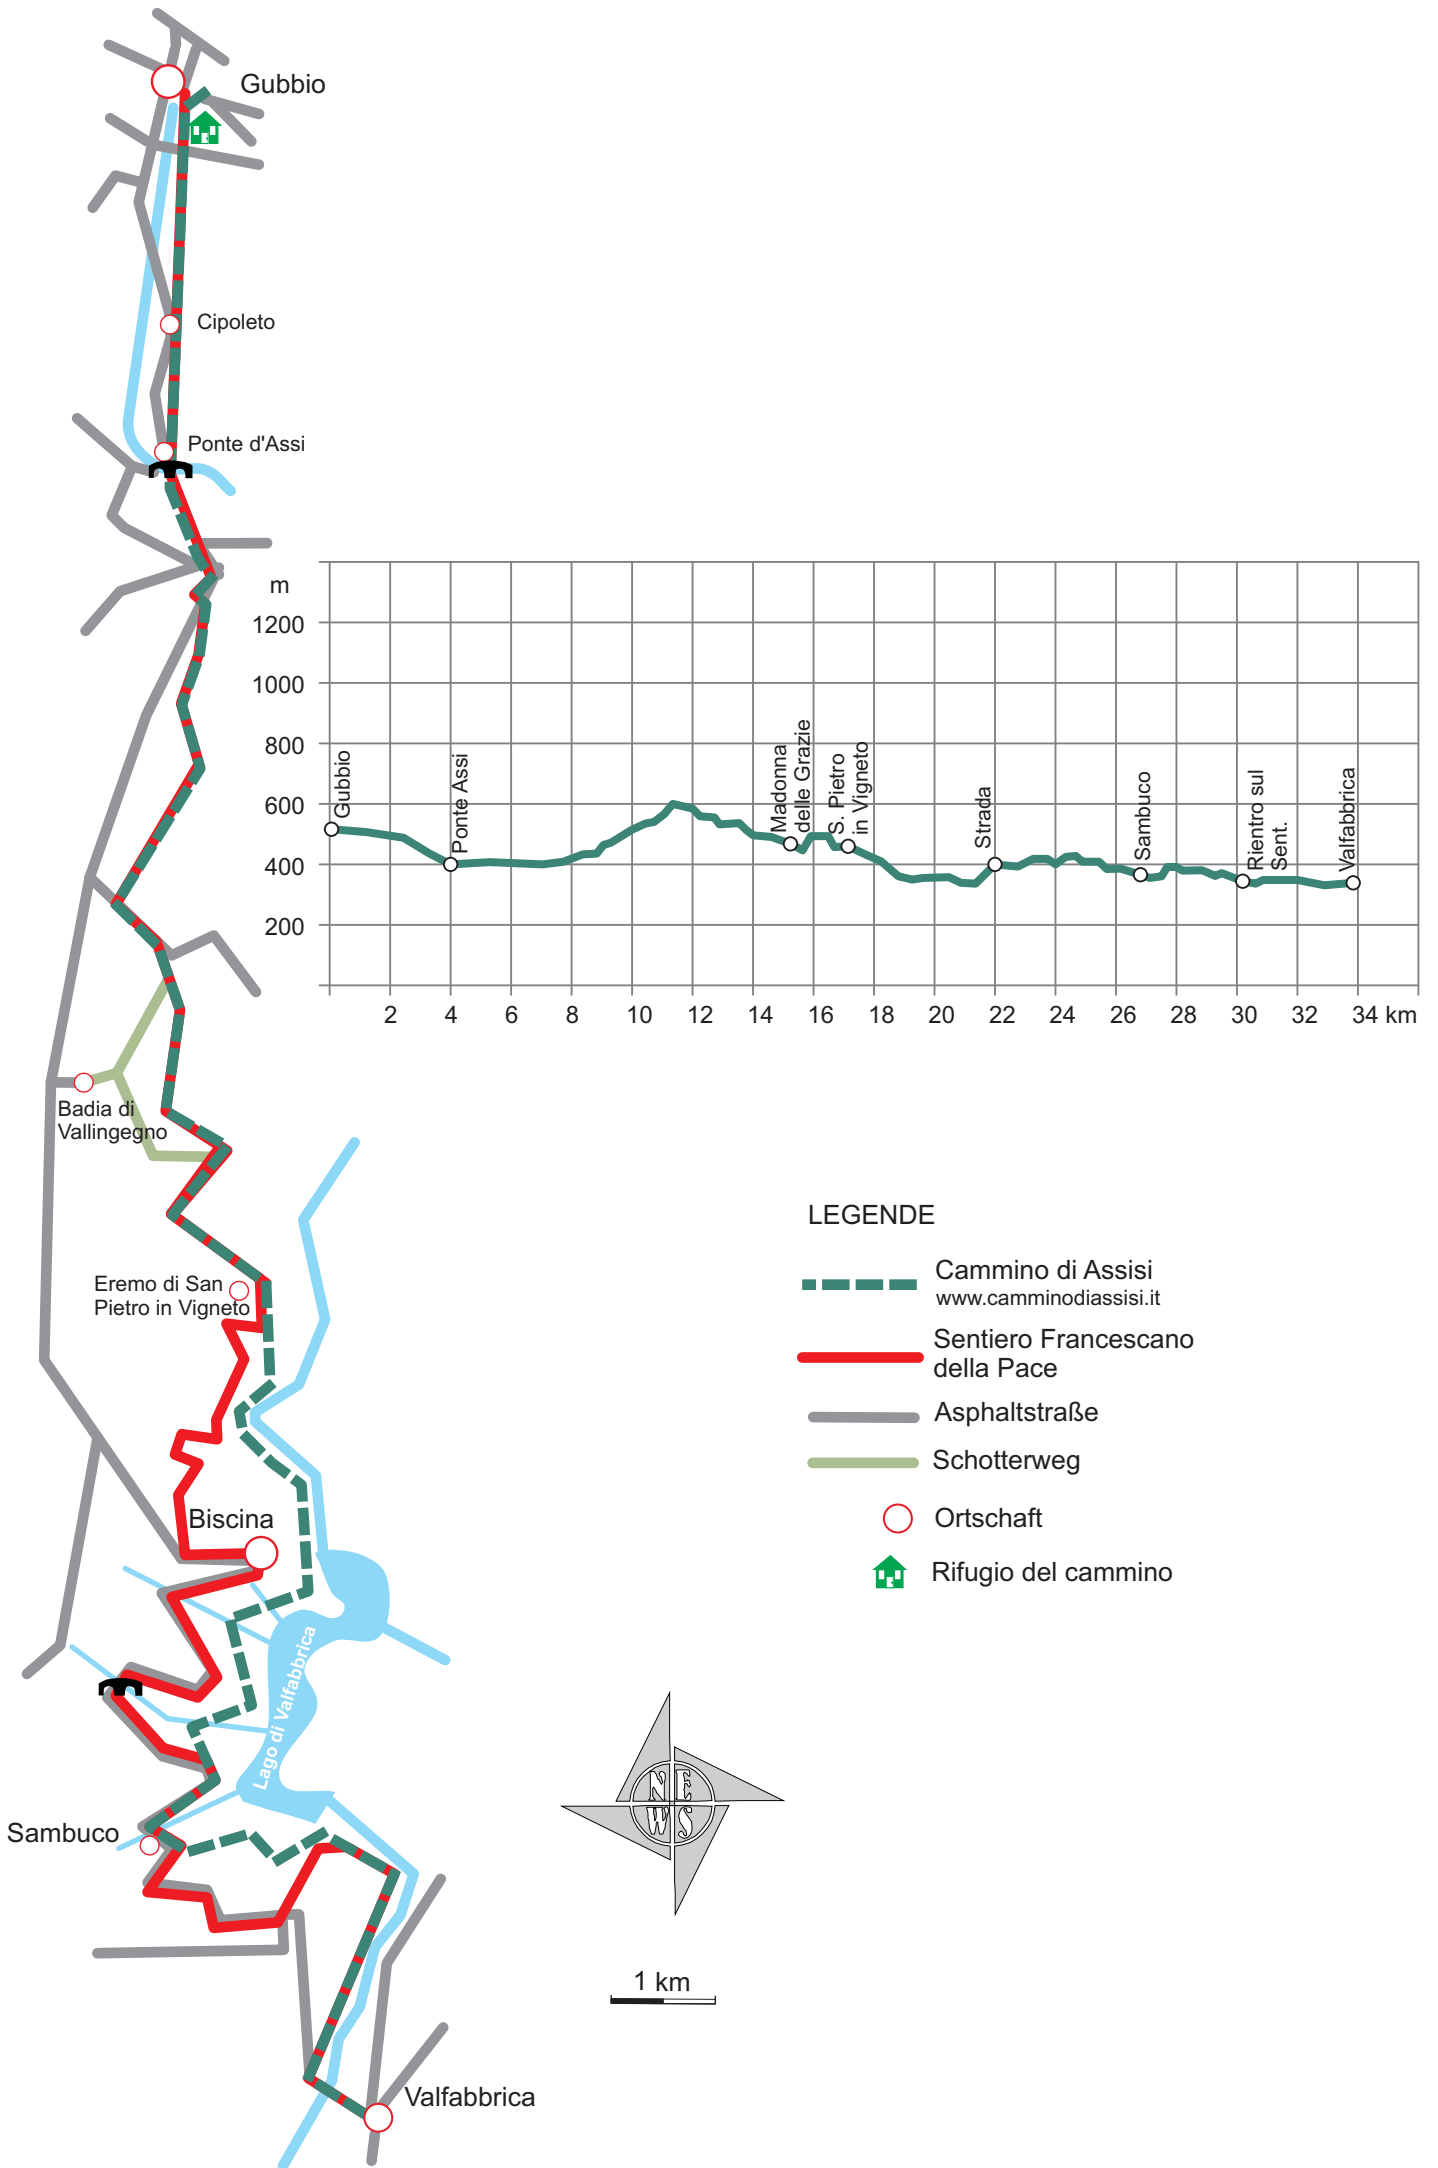 Gubbio
Cipoleto
Ponte d'Assi
m
1200
1000
800
600
400
200
Gubbio
Ponte Assi
Madonna
delle Grazie
S. Pietro
in Vigneto
Strada
Sambuco
Rientro sul
Sent.
Valfabbrica
2 4 6 8 10 12 14 16 18 20 22 24 26 28 30 32 34 km
Badia di
Vallingegno
Eremo di San
Pietro in Vigneto
Biscina
Lago di Valfabbrica
Sambuco
Valfabbrica
LEGENDE
Cammino di Assisi
www.camminodiassisi.it
Sentiero Francescano
della Pace
Asphaltstraße
Schotterweg
Ortschaft
Rifugio del cammino
N E
W S
1 km